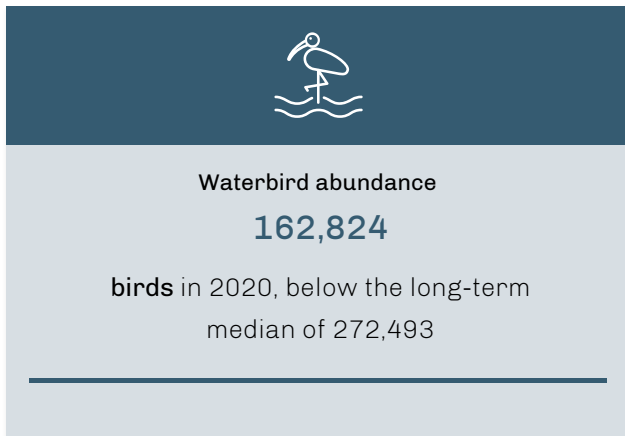 Waterbird abundance
162,824
birds in 2020, below the long-term
median of 272,493